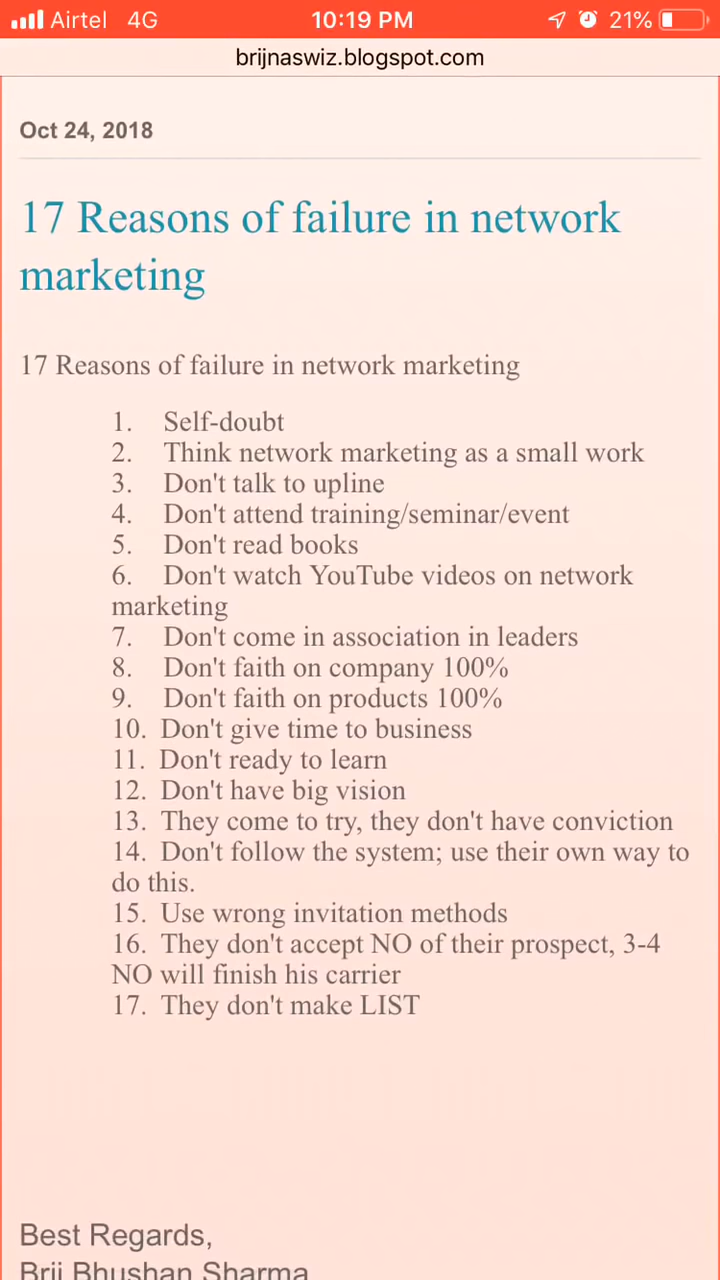 Airtel 4G 10:19 PM 21%
brijnaswiz.blogspot.com
Oct 24, 2018
17 Reasons of failure in network
marketing
17 Reasons of failure in network marketing
1. Self-doubt
2. Think network marketing as a small work
3. Don't talk to upline
4. Don't attend training/seminar/event
5. Don't read books
6. Don't watch YouTube videos on network
marketing
7. Don't come in association in leaders
8. Don't faith on company 100%
9. Don't faith on products 100%
10. Don't give time to business
11. Don't ready to learn
12. Don't have big vision
13. They come to try, they don't have conviction
14. Don't follow the system; use their own way to
do this.
15. Use wrong invitation methods
16. They don't accept NO of their prospect, 3-4
NO will finish his carrier
17. They don't make LIST
Best Regards,
Brij Bhushan Sharma